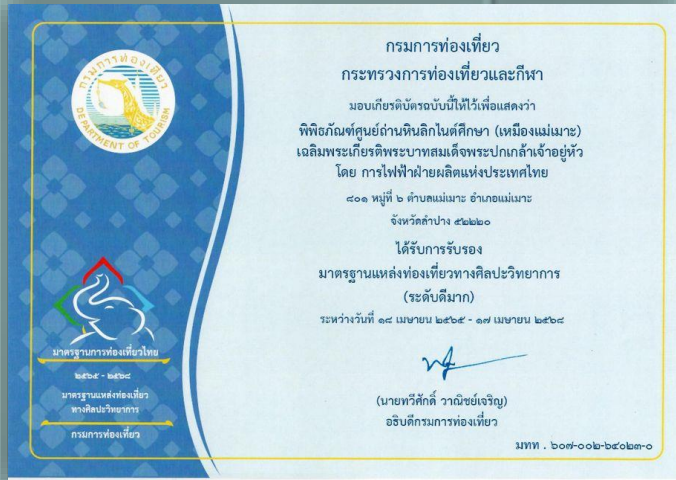 กรมการท่องเที่ยว
DEPARTMENT OF TOURISM
มาตรฐานการท่องเที่ยวไทย
๒๕๖๕ - ๒๕๖๘
มาตรฐานแหล่งท่องเที่ยว
ทางศิลปะวิทยาการ
กรมการท่องเที่ยว
กรมการท่องเที่ยว
กระทรวงการท่องเที่ยวและกีฬา
มอบเกียรติบัตรฉบับนี้ให้ไว้เพื่อแสดงว่า
พิพิธภัณฑ์ศูนย์ถ่านหินลิกไนต์ศึกษา (เหมืองแม่เมาะ)
เฉลิมพระเกียรติพระบาทสมเด็จพระปกเกล้าเจ้าอยู่หัว
โดย การไฟฟ้าฝ่ายผลิตแห่งประเทศไทย
๘๐๑ หมู่ที่ ๖ ตำบลแม่เมาะ อำเภอแม่เมาะ
จังหวัดลำปาง ๕๒๒๒๐
ได้รับการรับรอง
มาตรฐานแหล่งท่องเที่ยวทางศิลปะวิทยาการ
(ระดับดีมาก)
ระหว่างวันที่ ๑๘ เมษายน ๒๕๖๕ - ๑๗ เมษายน ๒๕๖๘
(นายทวีศักดิ์ วาณิชย์เจริญ)
อธิบดีกรมการท่องเที่ยว
มทท . ๖๐๗-๐๐๒-๖๔๐๒๓-๐